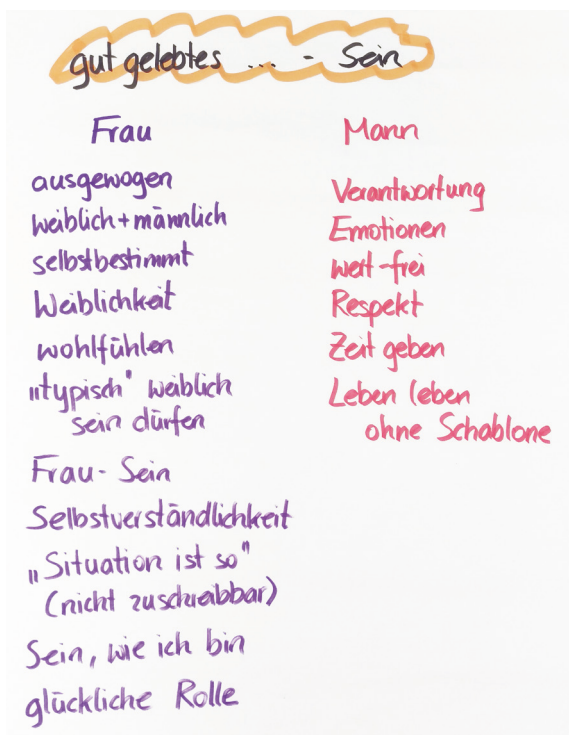 gut gelebtes ... - Sein
Frau
ausgewogen
weiblich + männlich
selbstbestimmt
Weiblichkeit
wohlfühlen
„typisch" weiblich
sein dürfen
Frau - Sein
Selbstverständlichkeit
„Situation ist so"
(nicht zuschreibbar)
Sein, wie ich bin
glückliche Rolle
Mann
Verantwortung
Emotionen
wert-frei
Respekt
Zeit geben
Leben leben
ohne Schablone